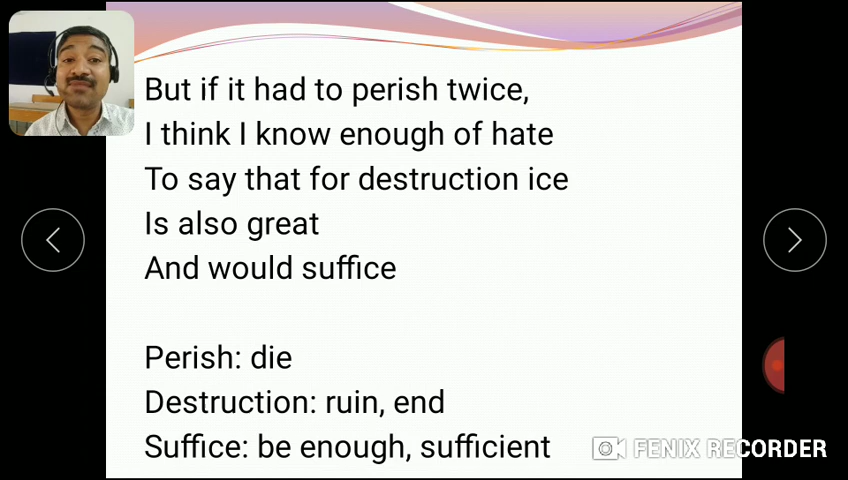 But if it had to perish twice,
I think I know enough of hate
To say that for destruction ice
Is also great
And would suffice
Perish: die
Destruction: ruin, end
Suffice: be enough, sufficient
FENIX RECORDER